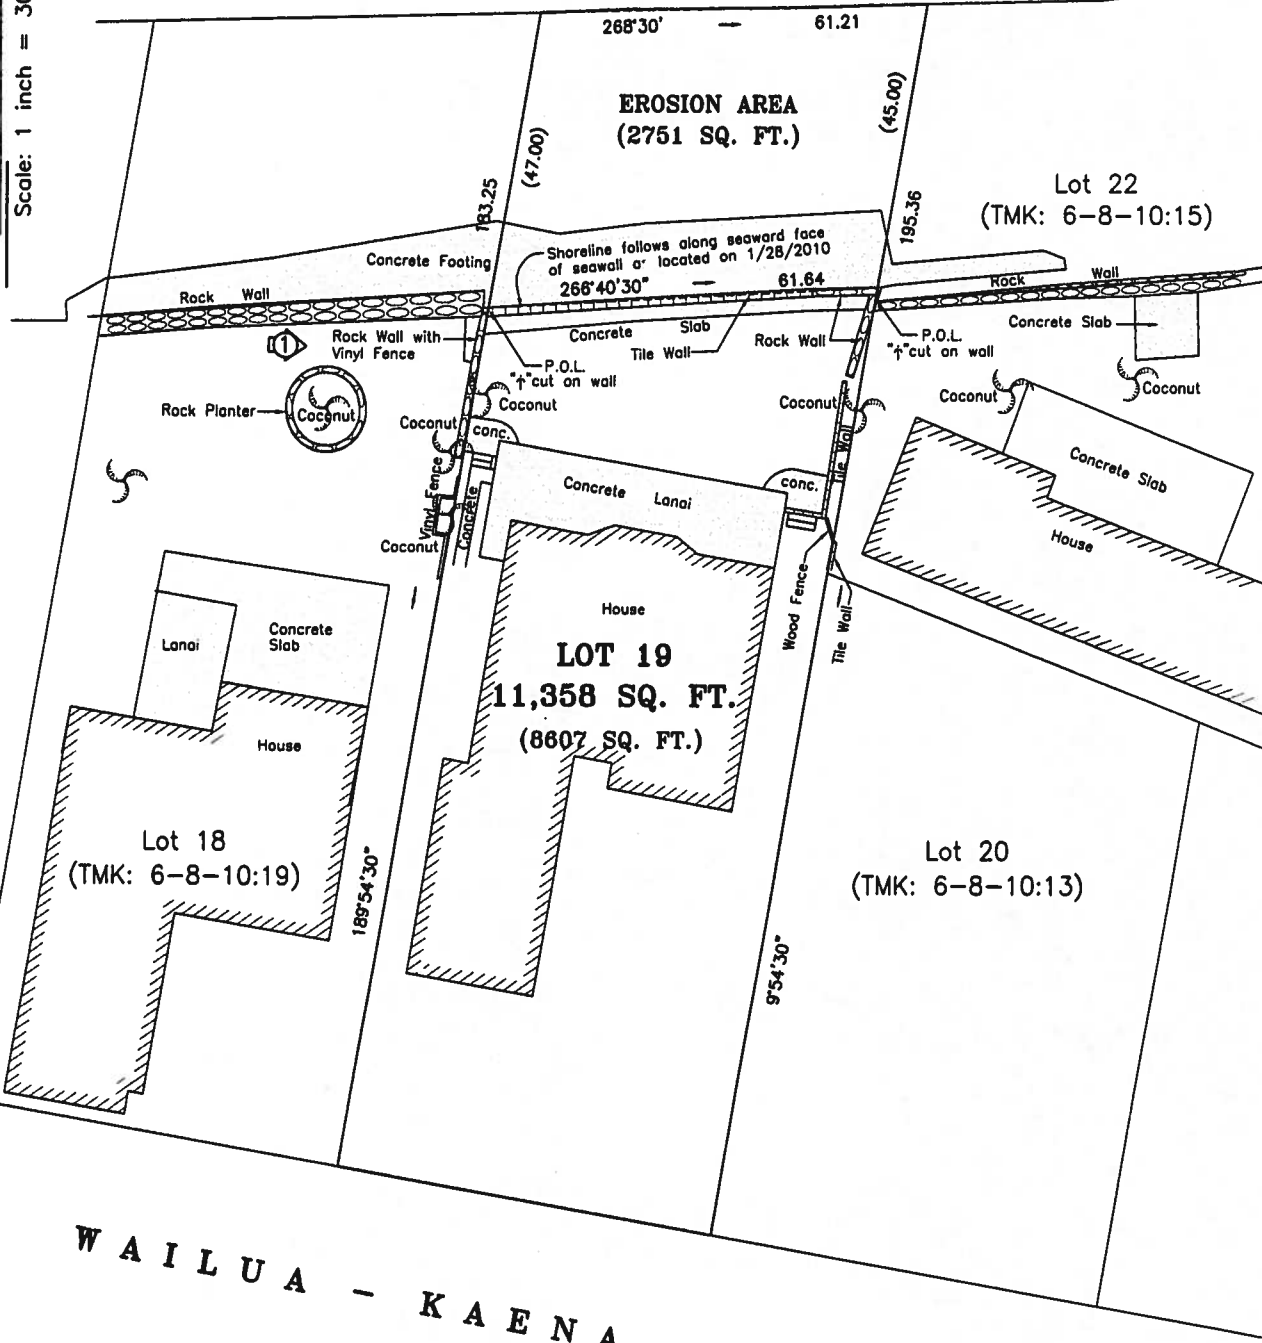 Scale: 1 inch = 30
268°30' → 61.21
EROSION AREA
(2751 SQ. FT.)
(47.00)
(45.00)
183.25
195.36
Lot 22
(TMK: 6-8-10:15)
Concrete Footing
Shoreline follows along seaward face
of seawall as located on 1/28/2010
266°40'30" → 61.64
Rock Wall
Rock Wall
1
Rock Wall with
Vinyl Fence
Concrete Slab
Tile Wall
Rock Wall
P.O.L.
"↑"cut on wall
P.O.L.
"↑"cut on wall
Concrete Slab
Rock Planter
Coconut
Coconut
Coconut
Coconut
Coconut
Coconut
conc.
conc.
Vinyl Fence
Concrete
Coconut
Concrete Lanai
Tile Wall
Concrete Slab
House
Wood Fence
Tile Wall
Lanai
Concrete
Slab
House
House
LOT 19
11,358 SQ. FT.
(8607 SQ. FT.)
Lot 18
(TMK: 6-8-10:19)
189°54'30" →
9°54'30" →
Lot 20
(TMK: 6-8-10:13)
WAILUA - KAENA